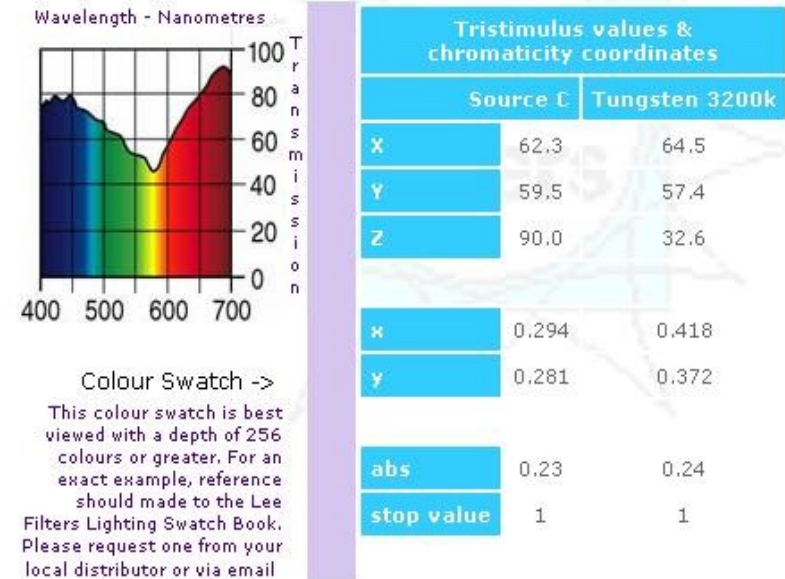 Wavelength - Nanometres
100
80
60
40
20
0
Transmission
400 500 600 700
Colour Swatch ->
This colour swatch is best
viewed with a depth of 256
colours or greater. For an
exact example, reference
should made to the Lee
Filters Lighting Swatch Book.
Please request one from your
local distributor or via email
Tristimulus values &
chromaticity coordinates
Source C Tungsten 3200k
X 62.3 64.5
Y 59.5 57.4
Z 90.0 32.6
x 0.294 0.418
y 0.281 0.372
abs 0.23 0.24
stop value 1 1